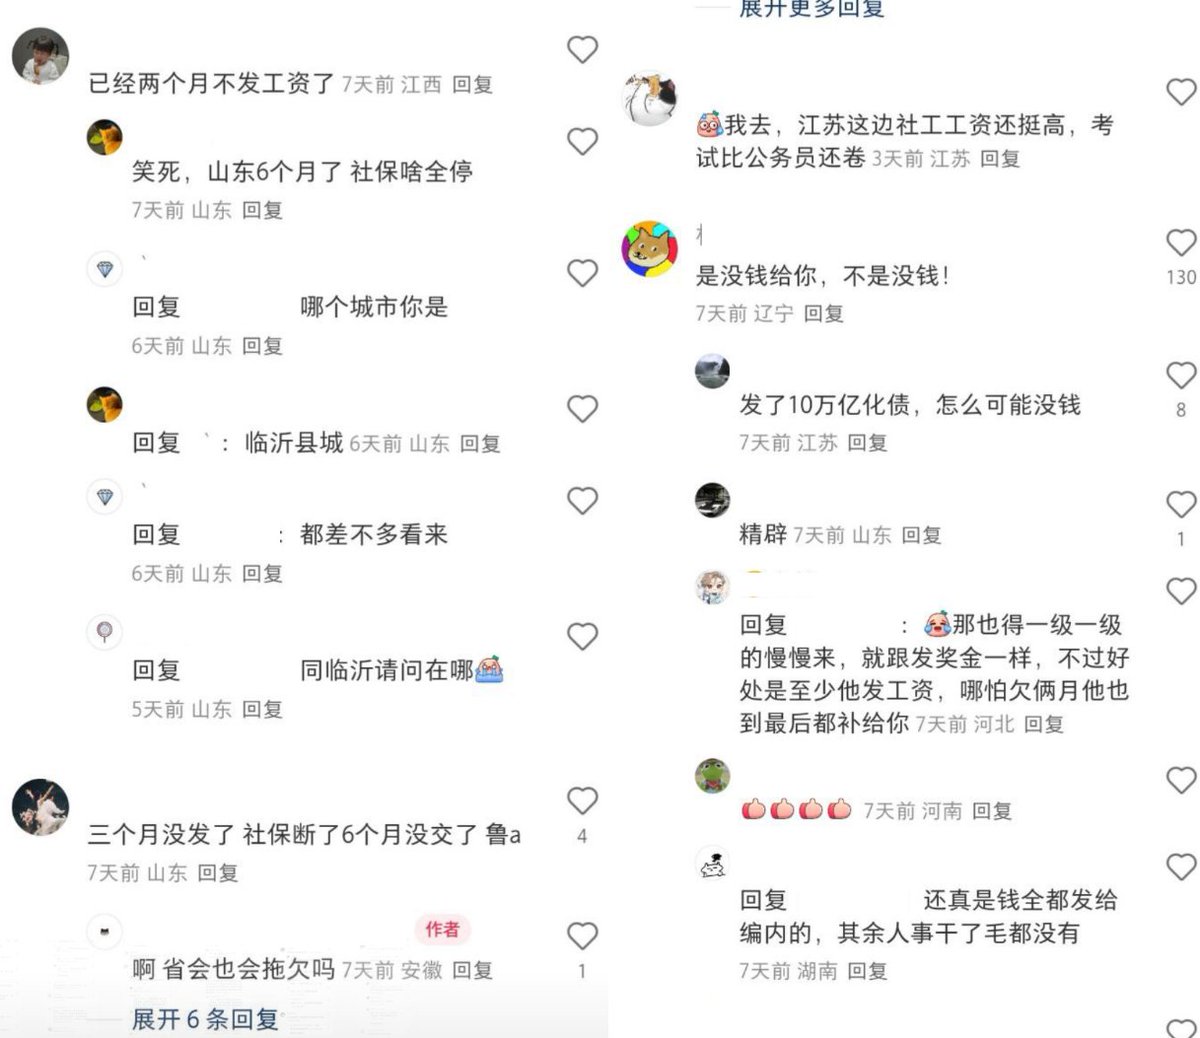 已经两个月不发工资了 7天前 江西 回复
笑死，山东6个月了 社保啥全停
7天前 山东 回复
回复 哪个城市你是
6天前 山东 回复
回复 ` ：临沂县城 6天前 山东 回复
回复 ：都差不多看来
6天前 山东 回复
回复 同临沂请问在哪
5天前 山东 回复
三个月没发了 社保断了6个月没交了 鲁a
4
7天前 山东 回复
作者
啊 省会也会拖欠吗 7天前 安徽 回复
1
展开 6 条回复
展开更多回复
我去，江苏这边社工工资还挺高，考
试比公务员还卷 3天前 江苏 回复
是没钱给你，不是没钱！
130
7天前 辽宁 回复
发了10万亿化债，怎么可能没钱
8
7天前 江苏 回复
精辟 7天前 山东 回复
1
回复 ：那也得一级一级
的慢慢来，就跟发奖金一样，不过好
处是至少他发工资，哪怕欠俩月他也
到最后都补给你 7天前 河北 回复
7天前 河南 回复
回复 还真是钱全都发给
编内的，其余人事干了毛都没有
7天前 湖南 回复